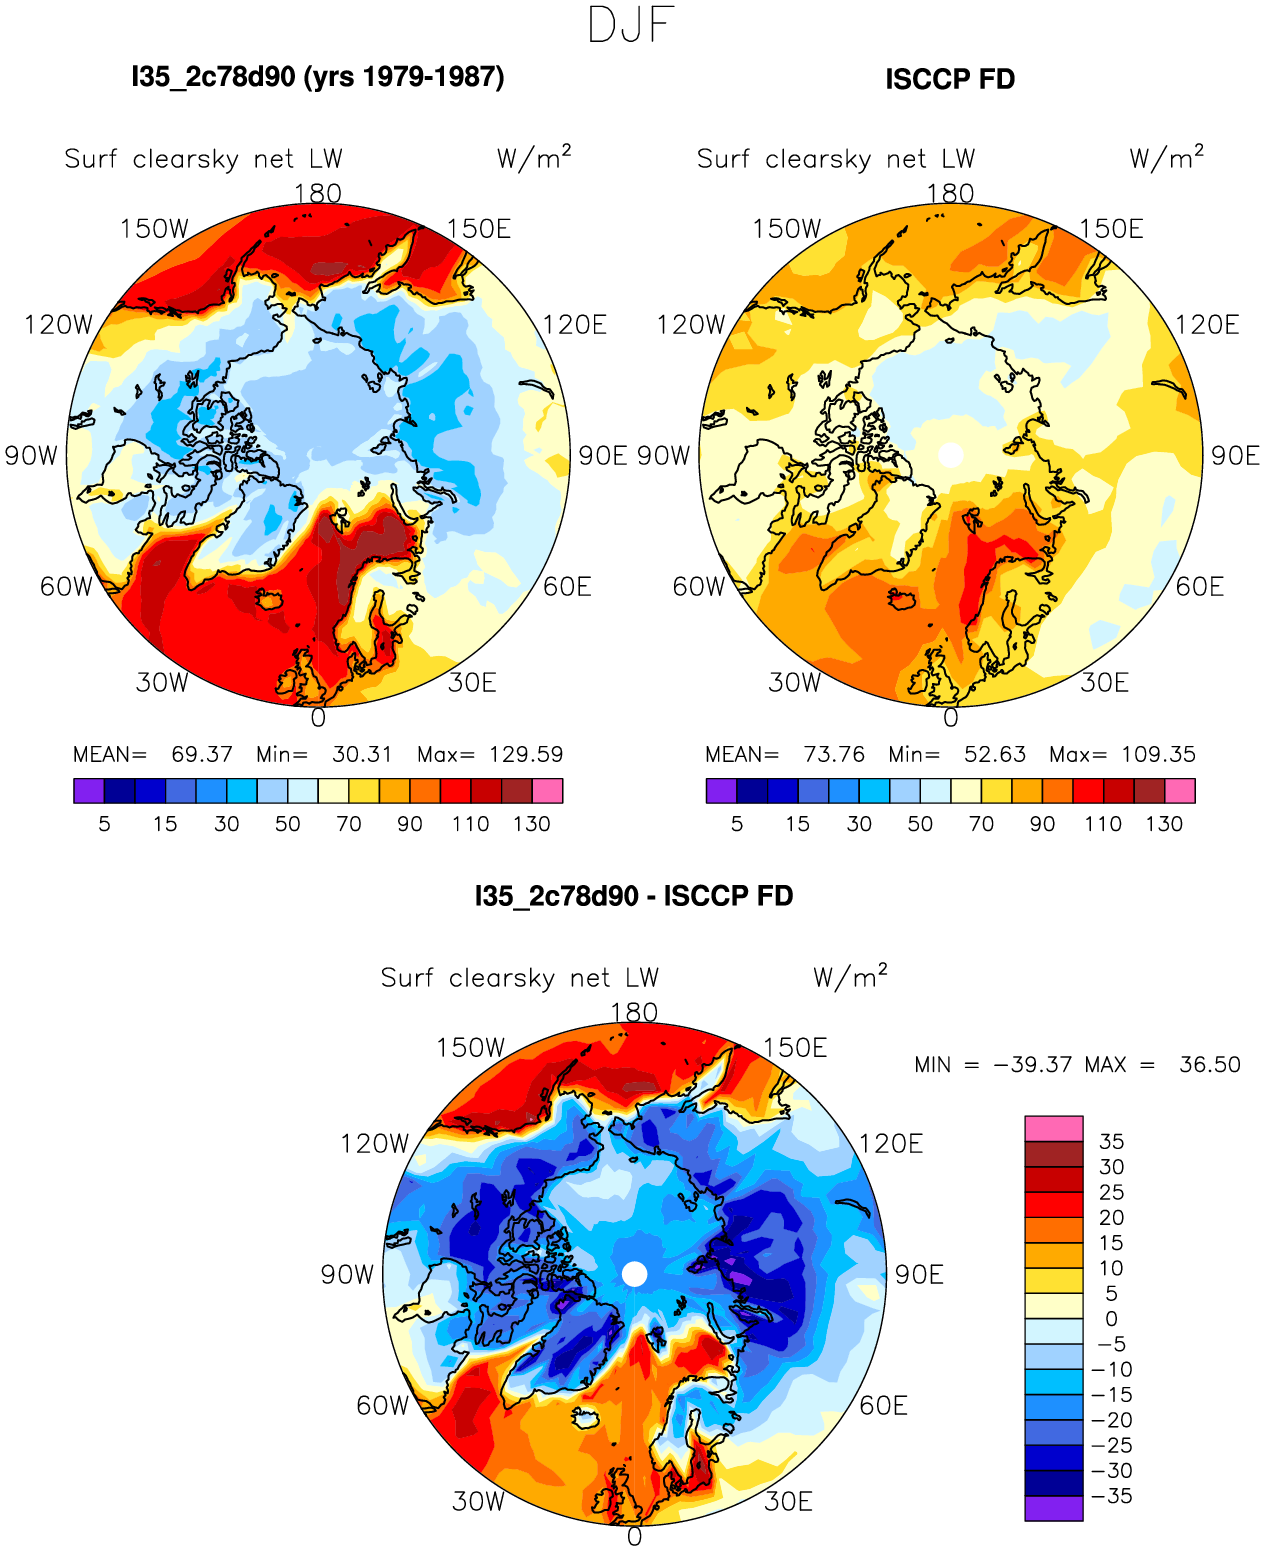 DJF
I35_2c78d90 (yrs 1979-1987)
ISCCP FD
Surf clearsky net LW W/m²
Surf clearsky net LW W/m²
180
180
150W 150E
150W 150E
120W 120E
120W 120E
90W 90E
90W 90E
60W 60E
60W 60E
30W 30E
30W 30E
0
0
MEAN= 69.37 Min= 30.31 Max= 129.59
MEAN= 73.76 Min= 52.63 Max= 109.35
5 15 30 50 70 90 110 130
5 15 30 50 70 90 110 130
I35_2c78d90 - ISCCP FD
Surf clearsky net LW W/m²
180
150W 150E
MIN = −39.37 MAX = 36.50
120W 120E
90W 90E
60W 60E
30W 30E
0
35
30
25
20
15
10
5
0
−5
−10
−15
−20
−25
−30
−35